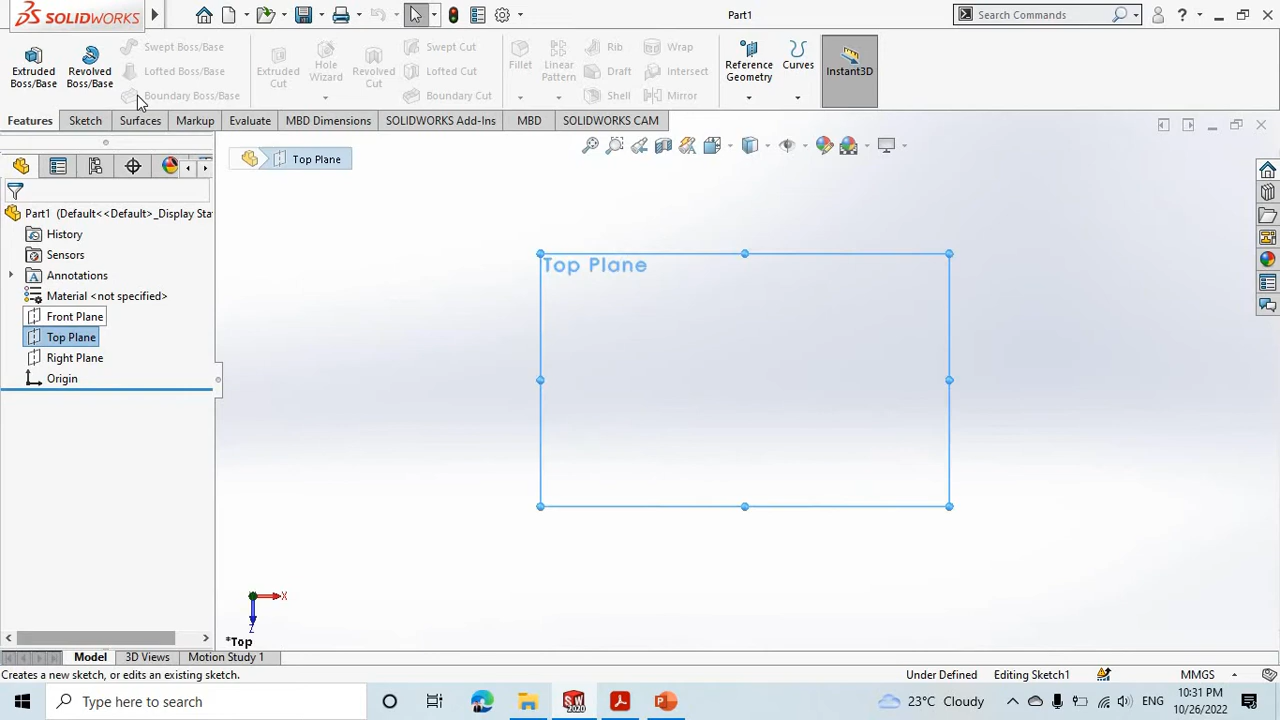 SOLIDWORKS
Part1
Search Commands
?
Extruded Boss/Base
Revolved Boss/Base
Swept Boss/Base
Lofted Boss/Base
Boundary Boss/Base
Extruded Cut
Hole Wizard
Revolved Cut
Swept Cut
Lofted Cut
Boundary Cut
Fillet
Linear Pattern
Rib
Draft
Shell
Wrap
Intersect
Mirror
Reference Geometry
Curves
Instant3D
Features
Sketch
Surfaces
Markup
Evaluate
MBD Dimensions
SOLIDWORKS Add-Ins
MBD
SOLIDWORKS CAM
Top Plane
Part1 (Default<<Default>_Display Sta
History
Sensors
Annotations
Material <not specified>
Front Plane
Top Plane
Right Plane
Origin
Top Plane
X
Z
*Top
Model
3D Views
Motion Study 1
Creates a new sketch, or edits an existing sketch.
Under Defined
Editing Sketch1
MMGS
Type here to search
SW
2020
23°C Cloudy
ENG
10:31 PM
10/26/2022